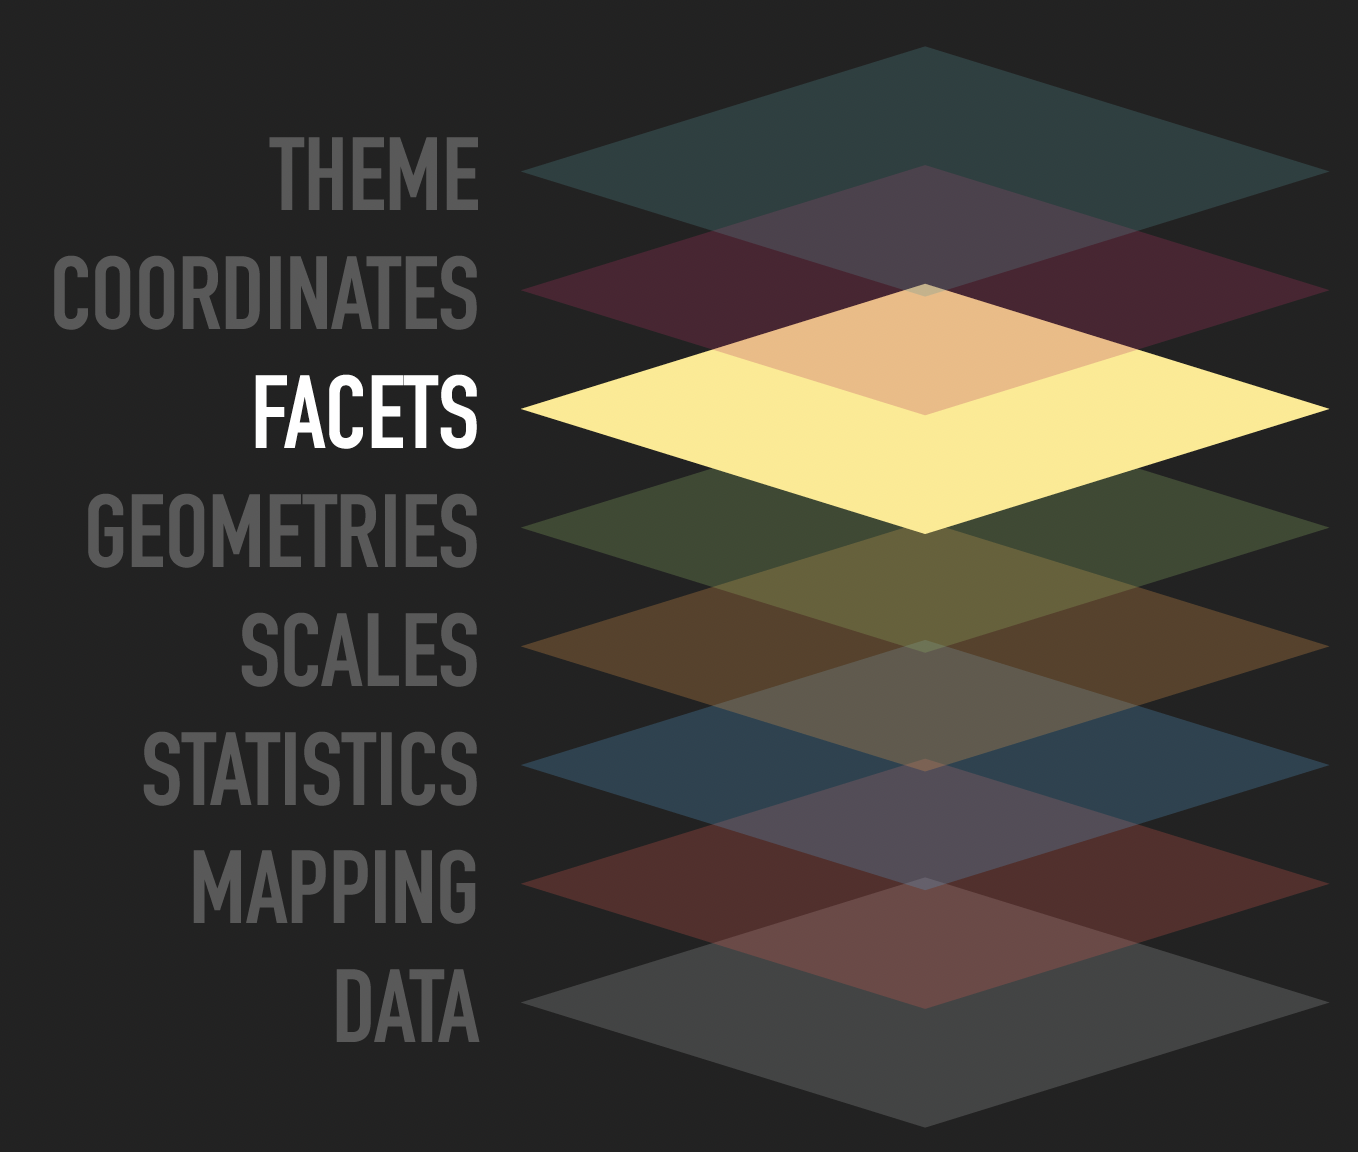 THEME
COORDINATES
FACETS
GEOMETRIES
SCALES
STATISTICS
MAPPING
DATA